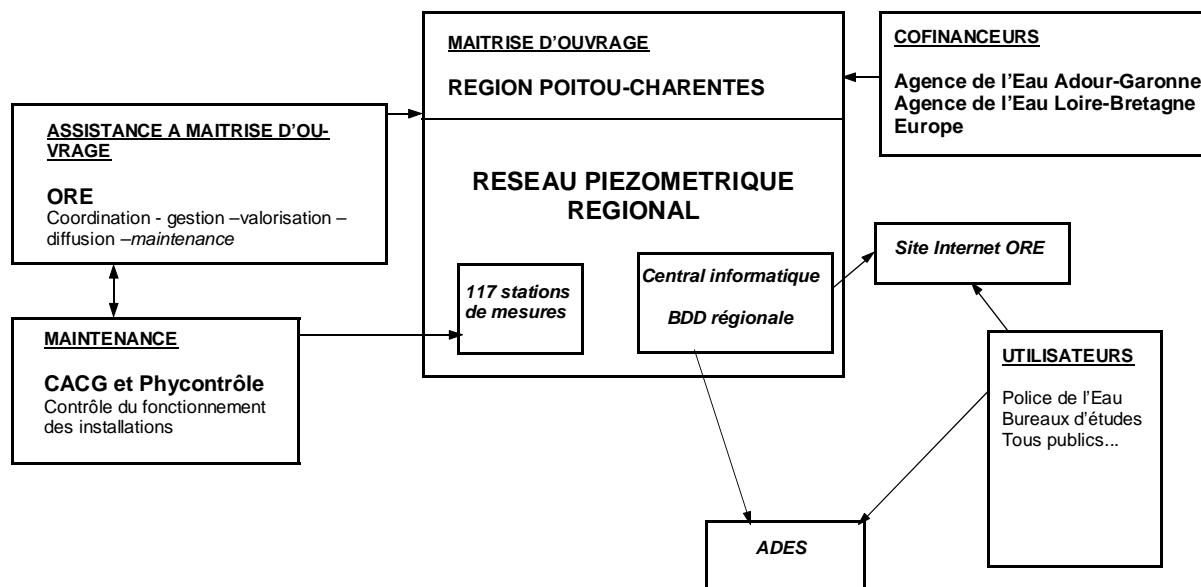 MAITRISE D'OUVRAGE
REGION POITOU-CHARENTES
COFINANCEURS
Agence de l'Eau Adour-Garonne
Agence de l'Eau Loire-Bretagne
Europe
ASSISTANCE A MAITRISE D'OU-
VRAGE
ORE
Coordination - gestion –valorisation –
diffusion –maintenance
RESEAU PIEZOMETRIQUE
REGIONAL
117 stations
de mesures
Central informatique
BDD régionale
Site Internet ORE
MAINTENANCE
CACG et Phycontrôle
Contrôle du fonctionnement
des installations
UTILISATEURS
Police de l'Eau
Bureaux d'études
Tous publics...
ADES